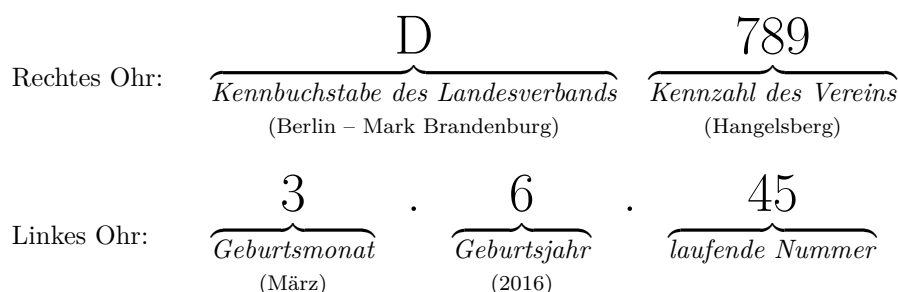 D 789
Rechtes Ohr:
Kennbuchstabe des Landesverbands Kennzahl des Vereins
(Berlin – Mark Brandenburg) (Hangelsberg)
3 . 6 . 45
Linkes Ohr:
Geburtsmonat Geburtsjahr laufende Nummer
(März) (2016)